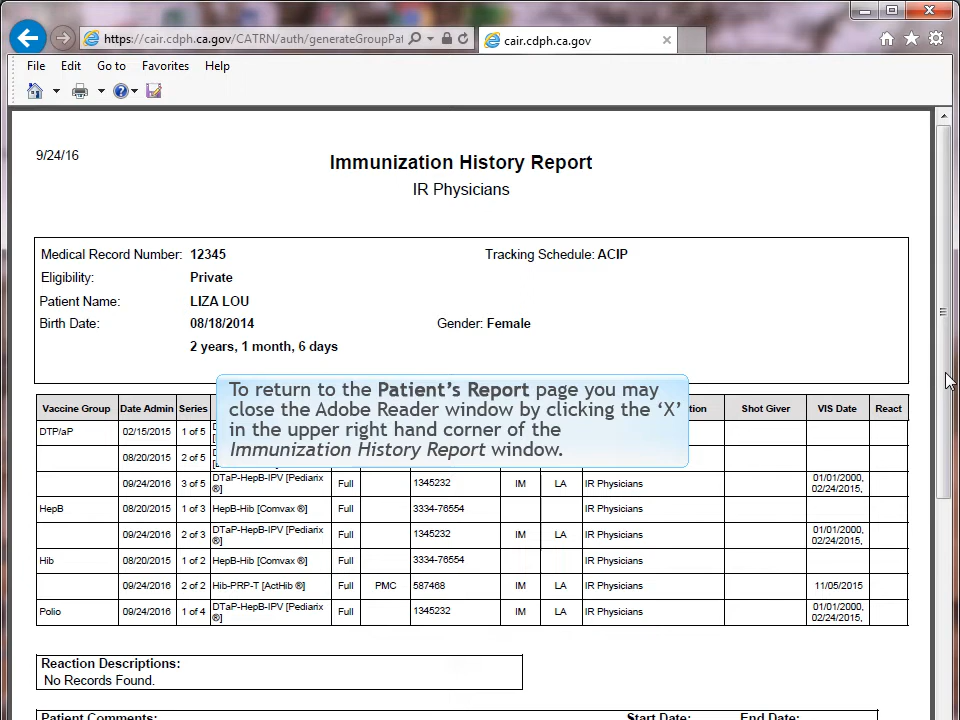 https://cair.cdph.ca.gov/CATRN/auth/generateGroupPat
cair.cdph.ca.gov
File Edit Go to Favorites Help
9/24/16
Immunization History Report
IR Physicians
Medical Record Number: 12345 Tracking Schedule: ACIP
Eligibility: Private
Patient Name: LIZA LOU
Birth Date: 08/18/2014 Gender: Female
2 years, 1 month, 6 days
To return to the Patient’s Report page you may
close the Adobe Reader window by clicking the ‘X’
in the upper right hand corner of the
Immunization History Report window.
Vaccine Group Date Admin Series Shot Giver VIS Date React
DTP/aP 02/15/2015 1 of 5
08/20/2015 2 of 5
09/24/2016 3 of 5 DTaP-HepB-IPV [Pediarix ®] Full 1345232 IM LA IR Physicians 01/01/2000, 02/24/2015,
HepB 08/20/2015 1 of 3 HepB-Hib [Comvax ®] Full 3334-76554 IR Physicians
09/24/2016 2 of 3 DTaP-HepB-IPV [Pediarix ®] Full 1345232 IM LA IR Physicians 01/01/2000, 02/24/2015,
Hib 08/20/2015 1 of 2 HepB-Hib [Comvax ®] Full 3334-76554 IR Physicians
09/24/2016 2 of 2 Hib-PRP-T [ActHib ®] Full PMC 587468 IM LA IR Physicians 11/05/2015
Polio 09/24/2016 1 of 4 DTaP-HepB-IPV [Pediarix ®] Full 1345232 IM LA IR Physicians 01/01/2000, 02/24/2015,
Reaction Descriptions:
No Records Found.
Patient Comments: Start Date: End Date: